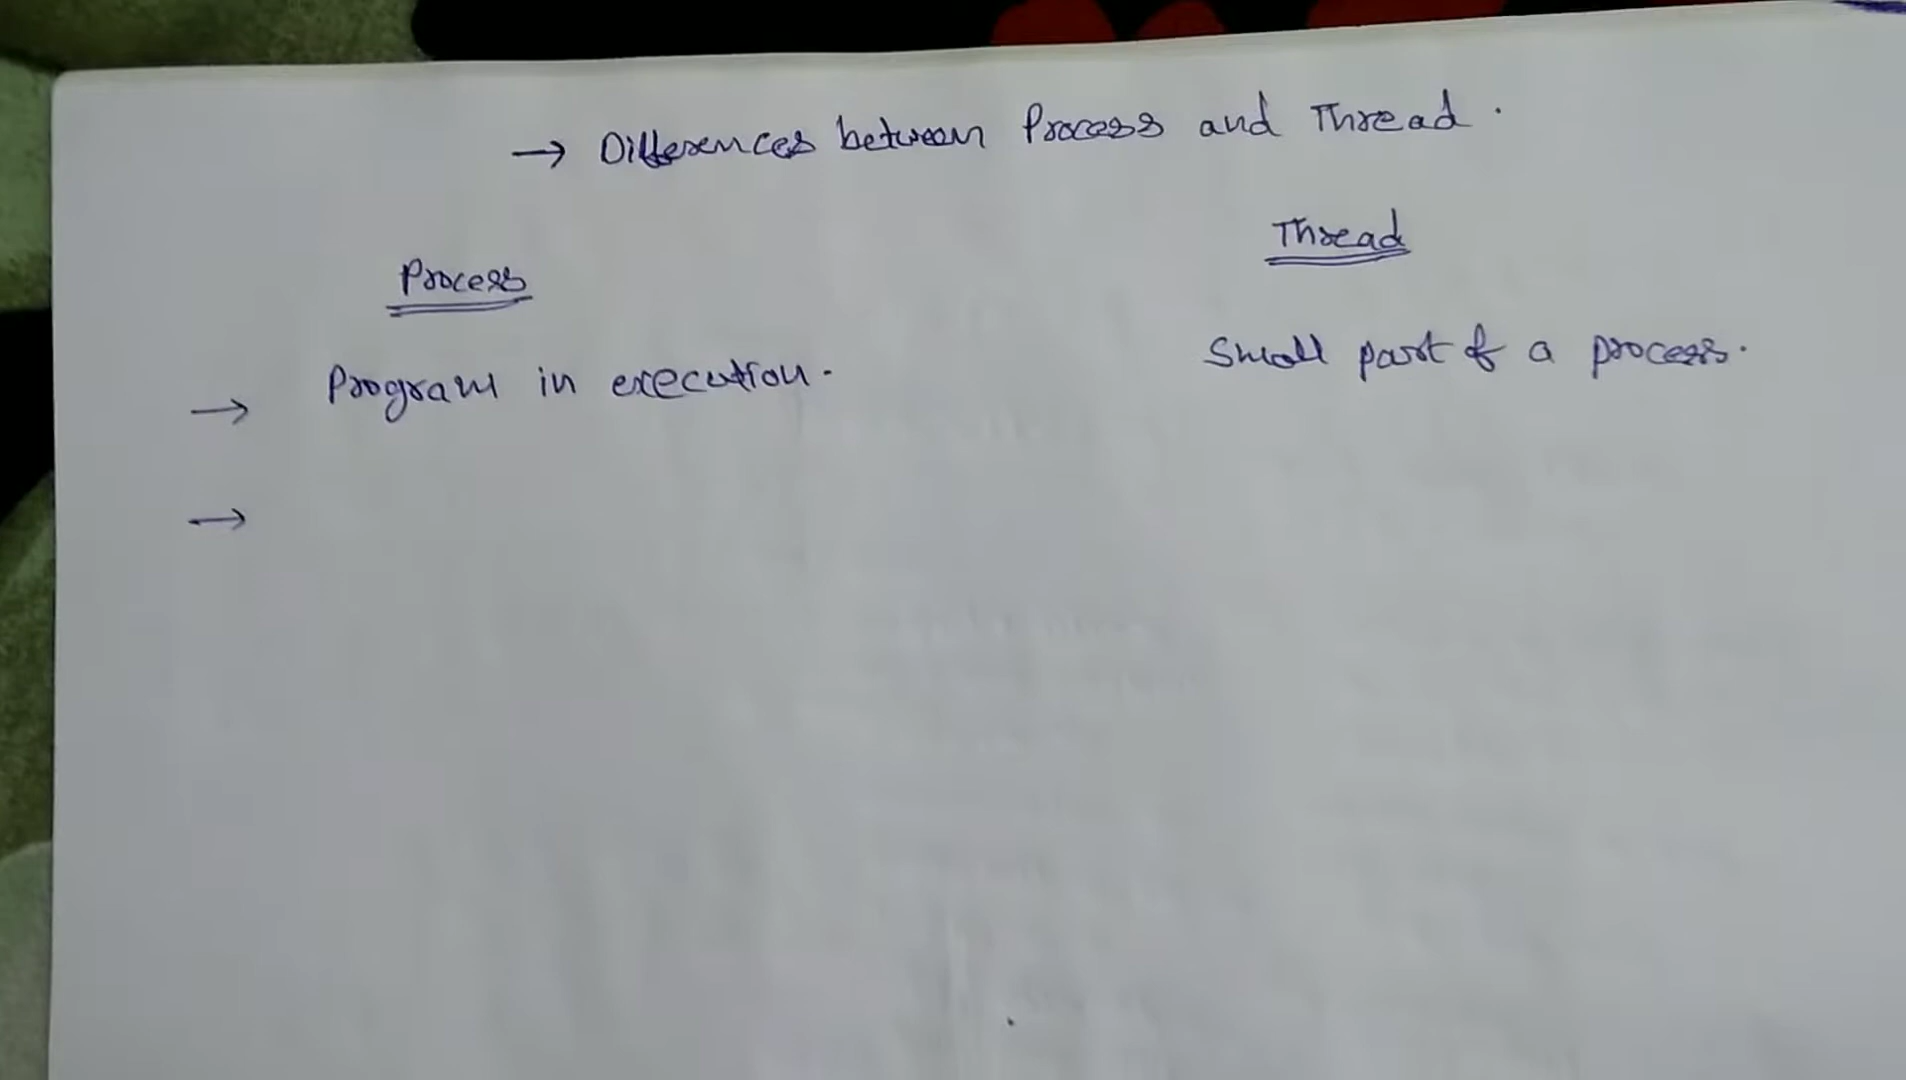 → Differences between Process and Thread.
Process
Thread
→ Program in execution.
Small part of a process.
→